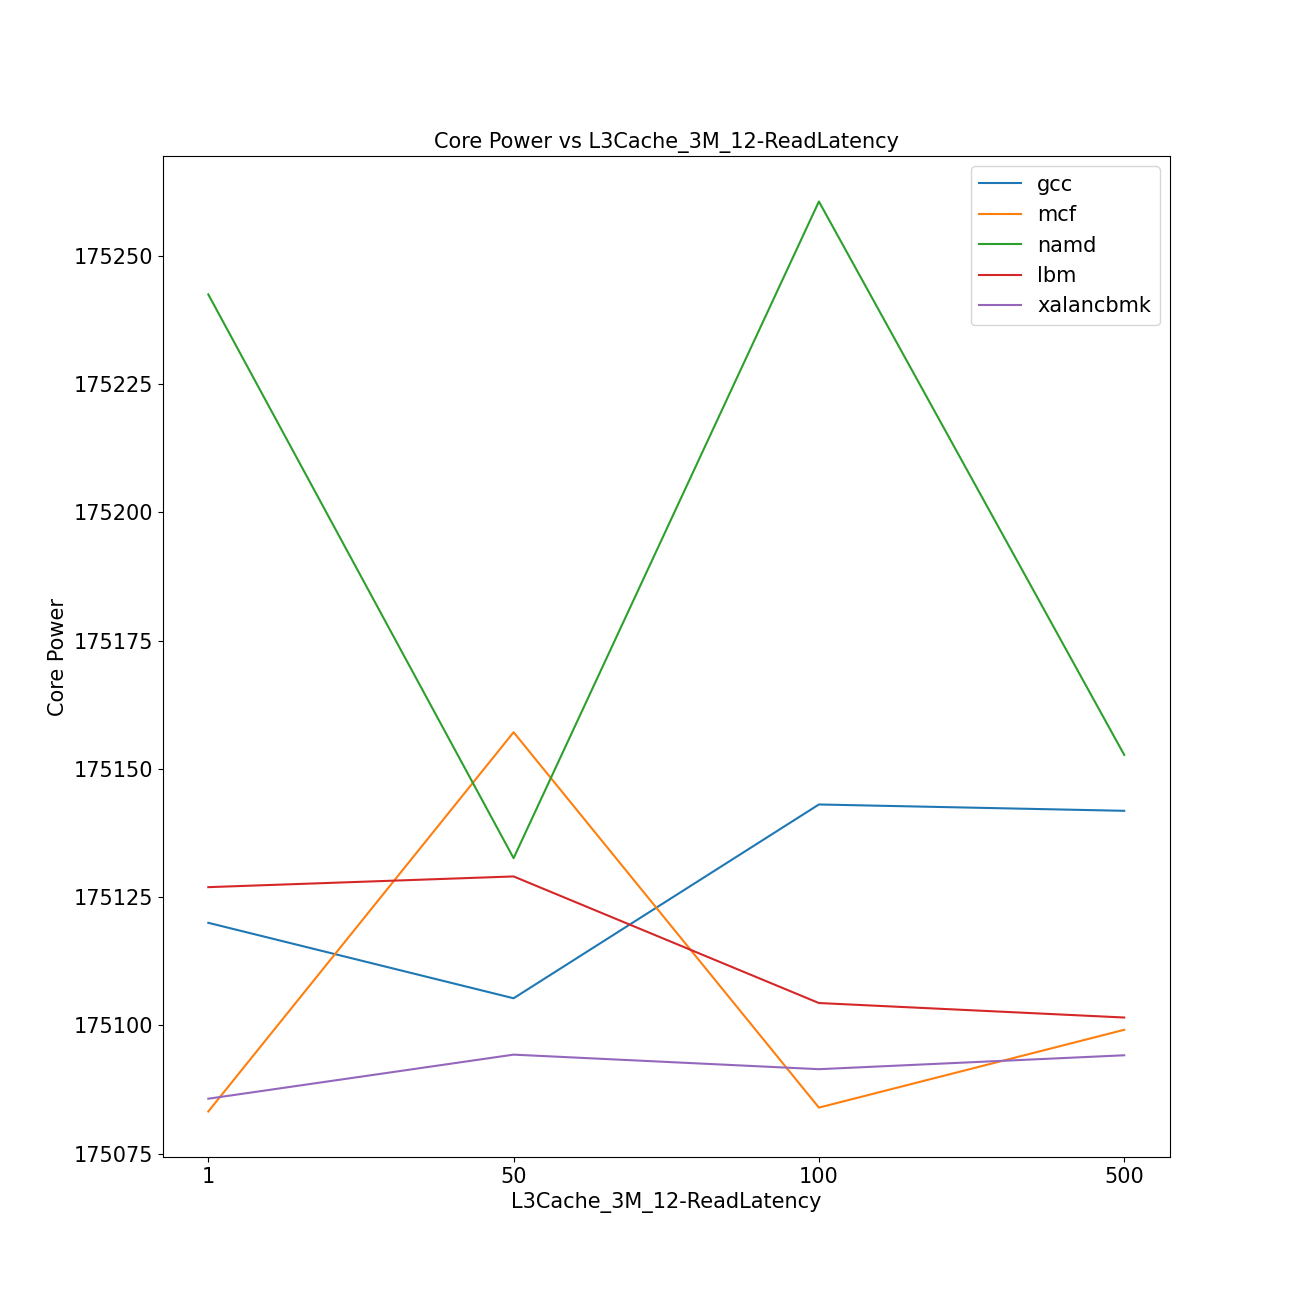 Core Power vs L3Cache_3M_12-ReadLatency
gcc
mcf
namd
lbm
xalancbmk
175250
175225
175200
175175
175150
175125
175100
175075
Core Power
1 50 100 500
L3Cache_3M_12-ReadLatency